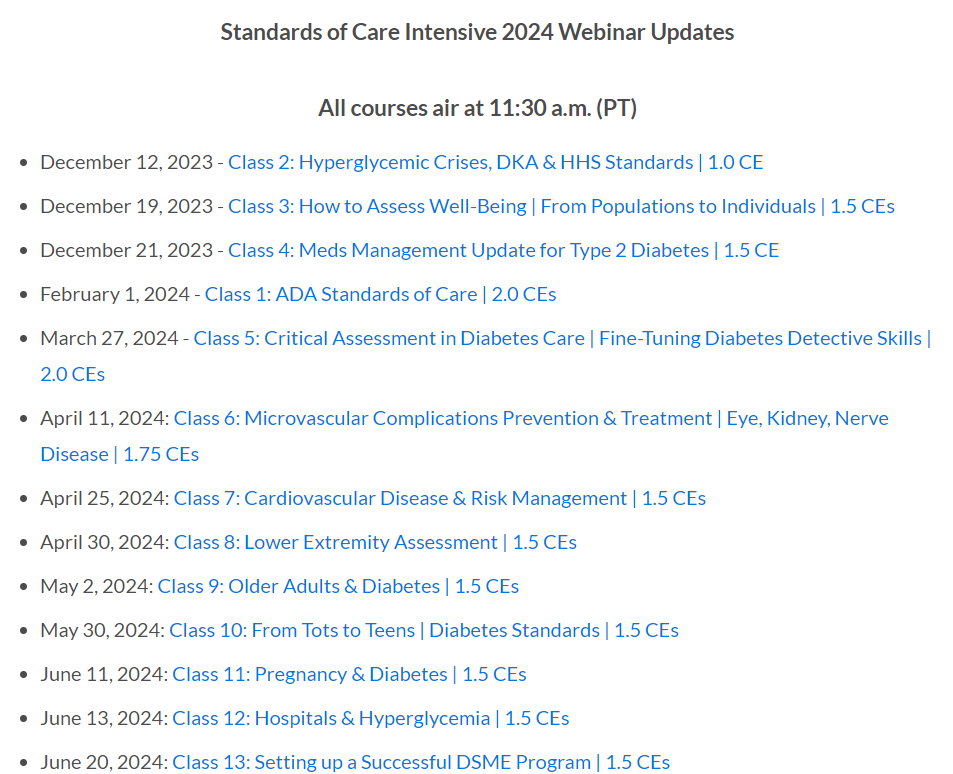 Standards of Care Intensive 2024 Webinar Updates
All courses air at 11:30 a.m. (PT)
• December 12, 2023 - Class 2: Hyperglycemic Crises, DKA & HHS Standards | 1.0 CE
• December 19, 2023 - Class 3: How to Assess Well-Being | From Populations to Individuals | 1.5 CEs
• December 21, 2023 - Class 4: Meds Management Update for Type 2 Diabetes | 1.5 CE
• February 1, 2024 - Class 1: ADA Standards of Care | 2.0 CEs
• March 27, 2024 - Class 5: Critical Assessment in Diabetes Care | Fine-Tuning Diabetes Detective Skills |
2.0 CEs
• April 11, 2024: Class 6: Microvascular Complications Prevention & Treatment | Eye, Kidney, Nerve
Disease | 1.75 CEs
• April 25, 2024: Class 7: Cardiovascular Disease & Risk Management | 1.5 CEs
• April 30, 2024: Class 8: Lower Extremity Assessment | 1.5 CEs
• May 2, 2024: Class 9: Older Adults & Diabetes | 1.5 CEs
• May 30, 2024: Class 10: From Tots to Teens | Diabetes Standards | 1.5 CEs
• June 11, 2024: Class 11: Pregnancy & Diabetes | 1.5 CEs
• June 13, 2024: Class 12: Hospitals & Hyperglycemia | 1.5 CEs
• June 20, 2024: Class 13: Setting up a Successful DSME Program | 1.5 CEs